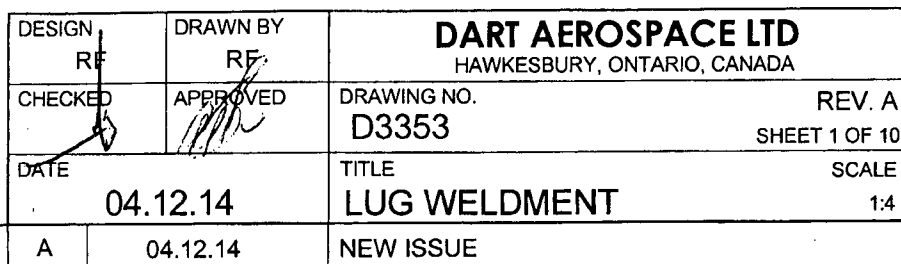 DESIGN
RF
DRAWN BY
RF
DART AEROSPACE LTD
HAWKESBURY, ONTARIO, CANADA
CHECKED
APPROVED
DRAWING NO.
D3353
REV. A
SHEET 1 OF 10
DATE
04.12.14
TITLE
LUG WELDMENT
SCALE
1:4
A 04.12.14 NEW ISSUE